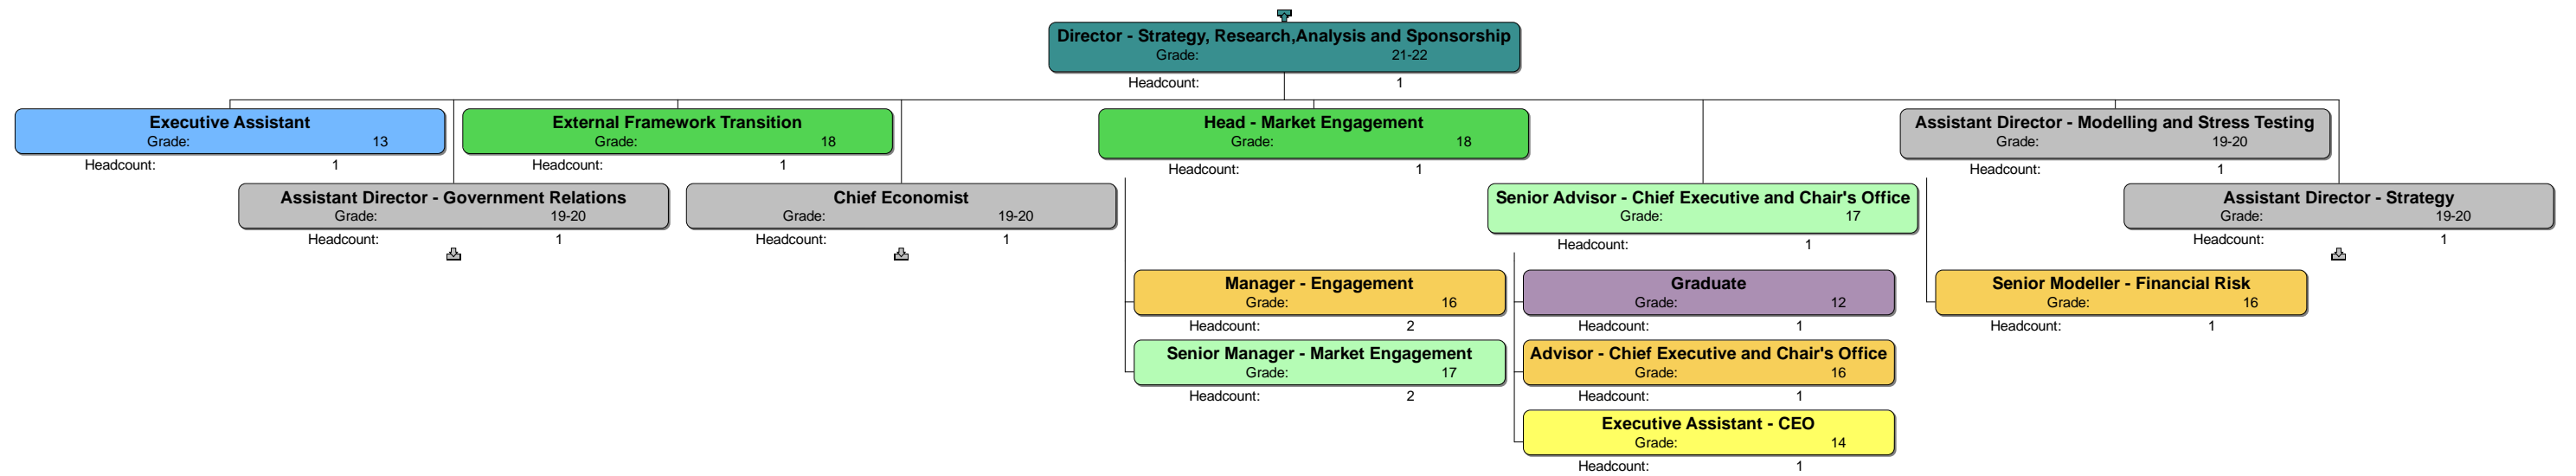 Director - Strategy, Research,Analysis and Sponsorship
Grade: 21-22
Headcount: 1
Executive Assistant
Grade: 13
Headcount: 1
External Framework Transition
Grade: 18
Headcount: 1
Head - Market Engagement
Grade: 18
Headcount: 1
Assistant Director - Modelling and Stress Testing
Grade: 19-20
Headcount: 1
Assistant Director - Government Relations
Grade: 19-20
Headcount: 1
Chief Economist
Grade: 19-20
Headcount: 1
Senior Advisor - Chief Executive and Chair's Office
Grade: 17
Headcount: 1
Assistant Director - Strategy
Grade: 19-20
Headcount: 1
Manager - Engagement
Grade: 16
Headcount: 2
Senior Manager - Market Engagement
Grade: 17
Headcount: 2
Graduate
Grade: 12
Headcount: 1
Advisor - Chief Executive and Chair's Office
Grade: 16
Headcount: 1
Executive Assistant - CEO
Grade: 14
Headcount: 1
Senior Modeller - Financial Risk
Grade: 16
Headcount: 1